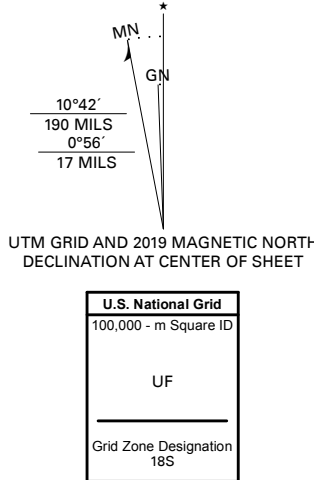 MN
GN
10°42´
190 MILS
0°56´
17 MILS
UTM GRID AND 2019 MAGNETIC NORTH
DECLINATION AT CENTER OF SHEET
U.S. National Grid
100,000 - m Square ID
UF
Grid Zone Designation
18S